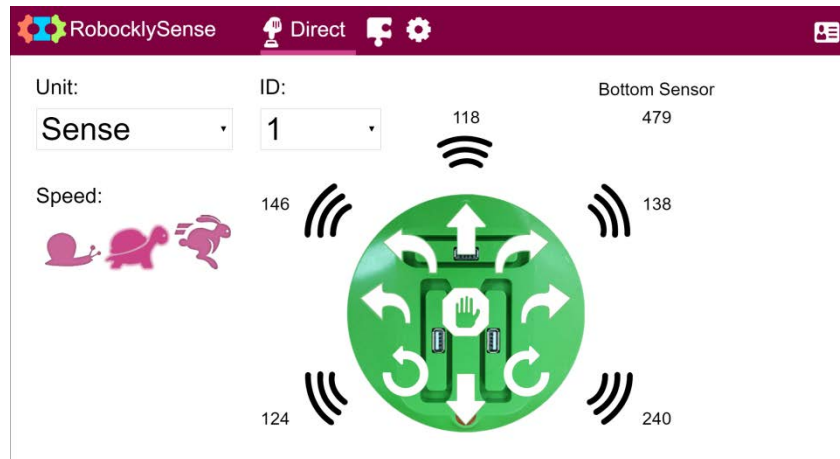 RobocklySense
Direct
Unit:
ID:
Bottom Sensor
Sense
1
118
479
Speed:
146
138
124
240